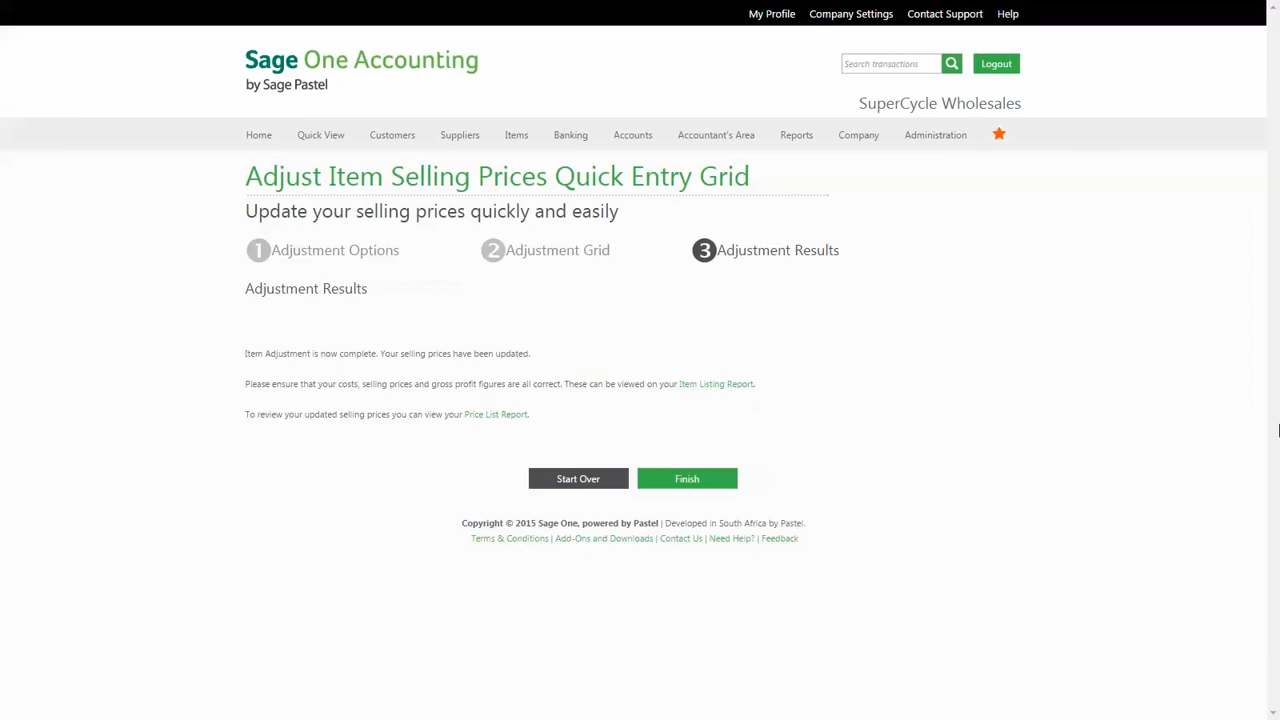 My Profile Company Settings Contact Support Help
Sage One Accounting
by Sage Pastel
Search transactions
Logout
SuperCycle Wholesales
Home Quick View Customers Suppliers Items Banking Accounts Accountant's Area Reports Company Administration
Adjust Item Selling Prices Quick Entry Grid
Update your selling prices quickly and easily
1 Adjustment Options 2 Adjustment Grid 3 Adjustment Results
Adjustment Results
Item Adjustment is now complete. Your selling prices have been updated.
Please ensure that your costs, selling prices and gross profit figures are all correct. These can be viewed on your Item Listing Report.
To review your updated selling prices you can view your Price List Report.
Start Over Finish
Copyright © 2015 Sage One, powered by Pastel | Developed in South Africa by Pastel.
Terms & Conditions | Add-Ons and Downloads | Contact Us | Need Help? | Feedback